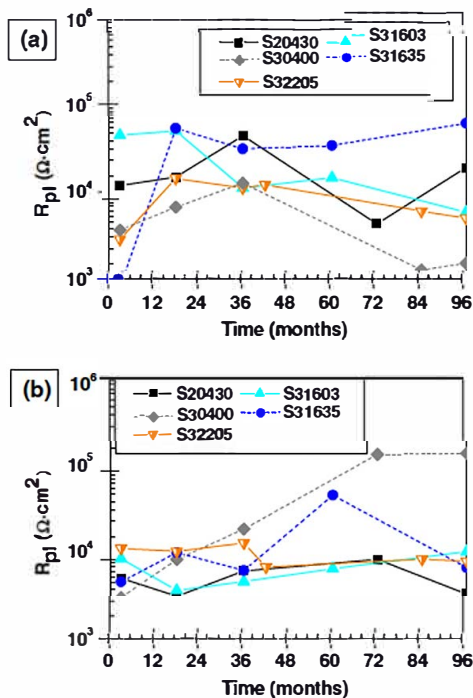 (a)
S20430 S31603
S30400 S31635
S32205
10^6
10^5
10^4
10^3
R_pl (Ω·cm^2)
0 12 24 36 48 60 72 84 96
Time (months)
(b)
S20430 S31603
S30400 S31635
S32205
10^6
10^5
10^4
10^3
R_pl (Ω·cm^2)
0 12 24 36 48 60 72 84 96
Time (months)